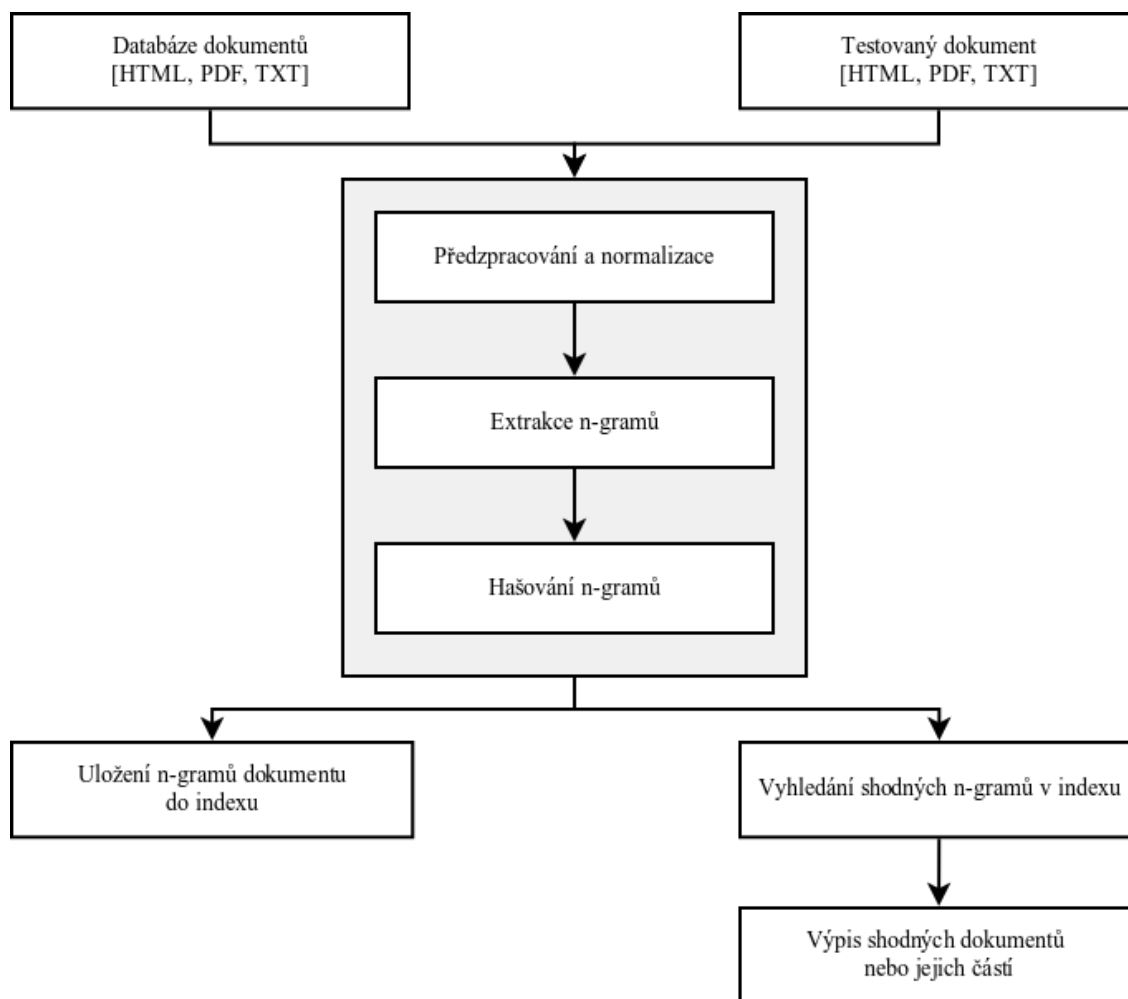 Databáze dokumentů
[HTML, PDF, TXT]
Testovaný dokument
[HTML, PDF, TXT]
Předzpracování a normalizace
Extrakce n-gramů
Hašování n-gramů
Uložení n-gramů dokumentu
do indexu
Vyhledání shodných n-gramů v indexu
Výpis shodných dokumentů
nebo jejich částí